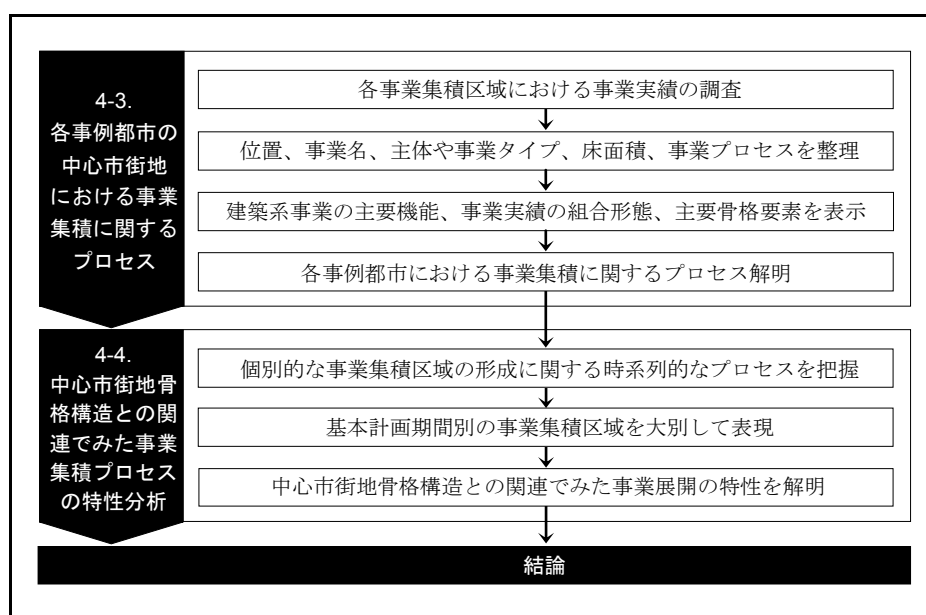 4-3.
各事例都市の
中心市街地
における事業
集積に関する
プロセス
各事業集積区域における事業実績の調査
位置、事業名、主体や事業タイプ、床面積、事業プロセスを整理
建築系事業の主要機能、事業実績の組合形態、主要骨格要素を表示
各事例都市における事業集積に関するプロセス解明
4-4.
中心市街地骨
格構造との関
連でみた事業
集積プロセス
の特性分析
個別的な事業集積区域の形成に関する時系列的なプロセスを把握
基本計画期間別の事業集積区域を大別して表現
中心市街地骨格構造との関連でみた事業展開の特性を解明
結論